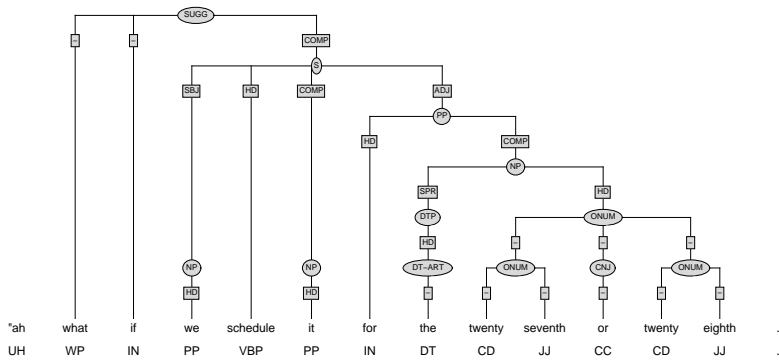 SUGG
– – COMP
S
SBJ HD COMP ADJ
PP
HD COMP
NP
SPR HD
DTP ONUM
HD – – –
NP NP DT–ART ONUM CNJ ONUM
HD HD – – – – – –
"ah what if we schedule it for the twenty seventh or twenty eighth .
UH WP IN PP VBP PP IN DT CD JJ CC CD JJ .